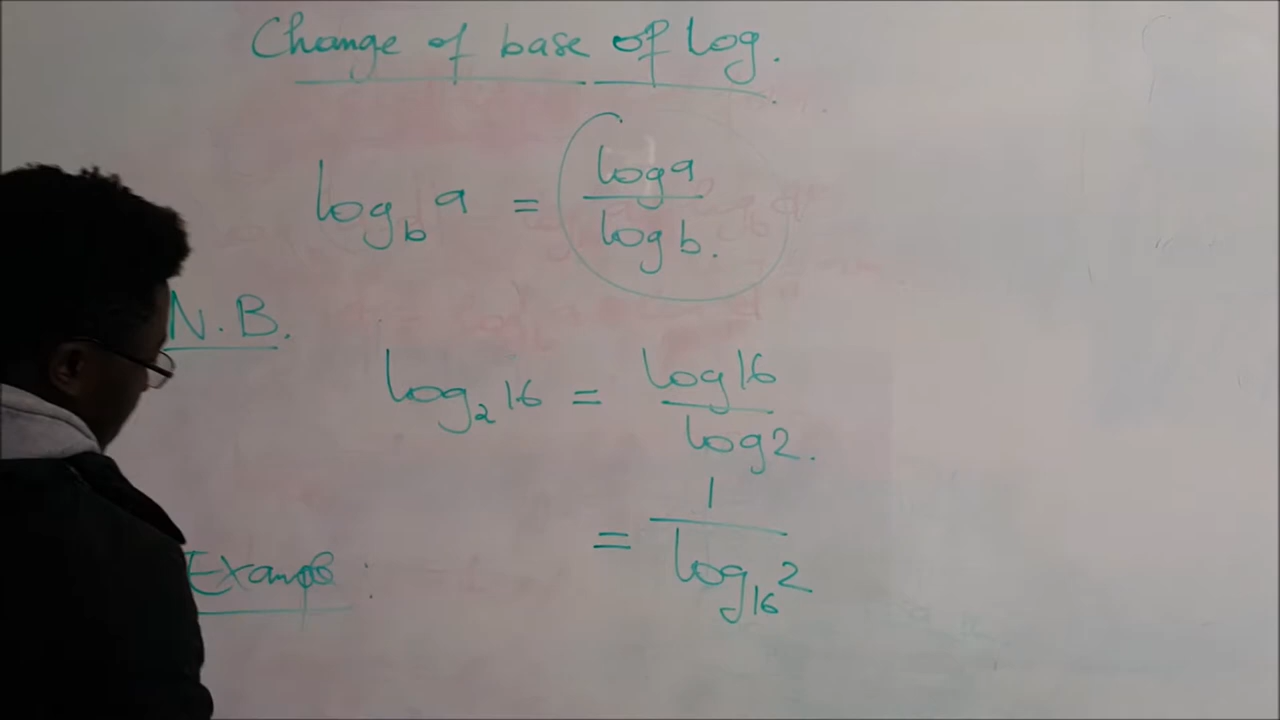 Change of base of log.
log_b a = log a / log b.
N.B.
log_2 16 = log 16 / log 2.
= 1 / log_16 2
Example :